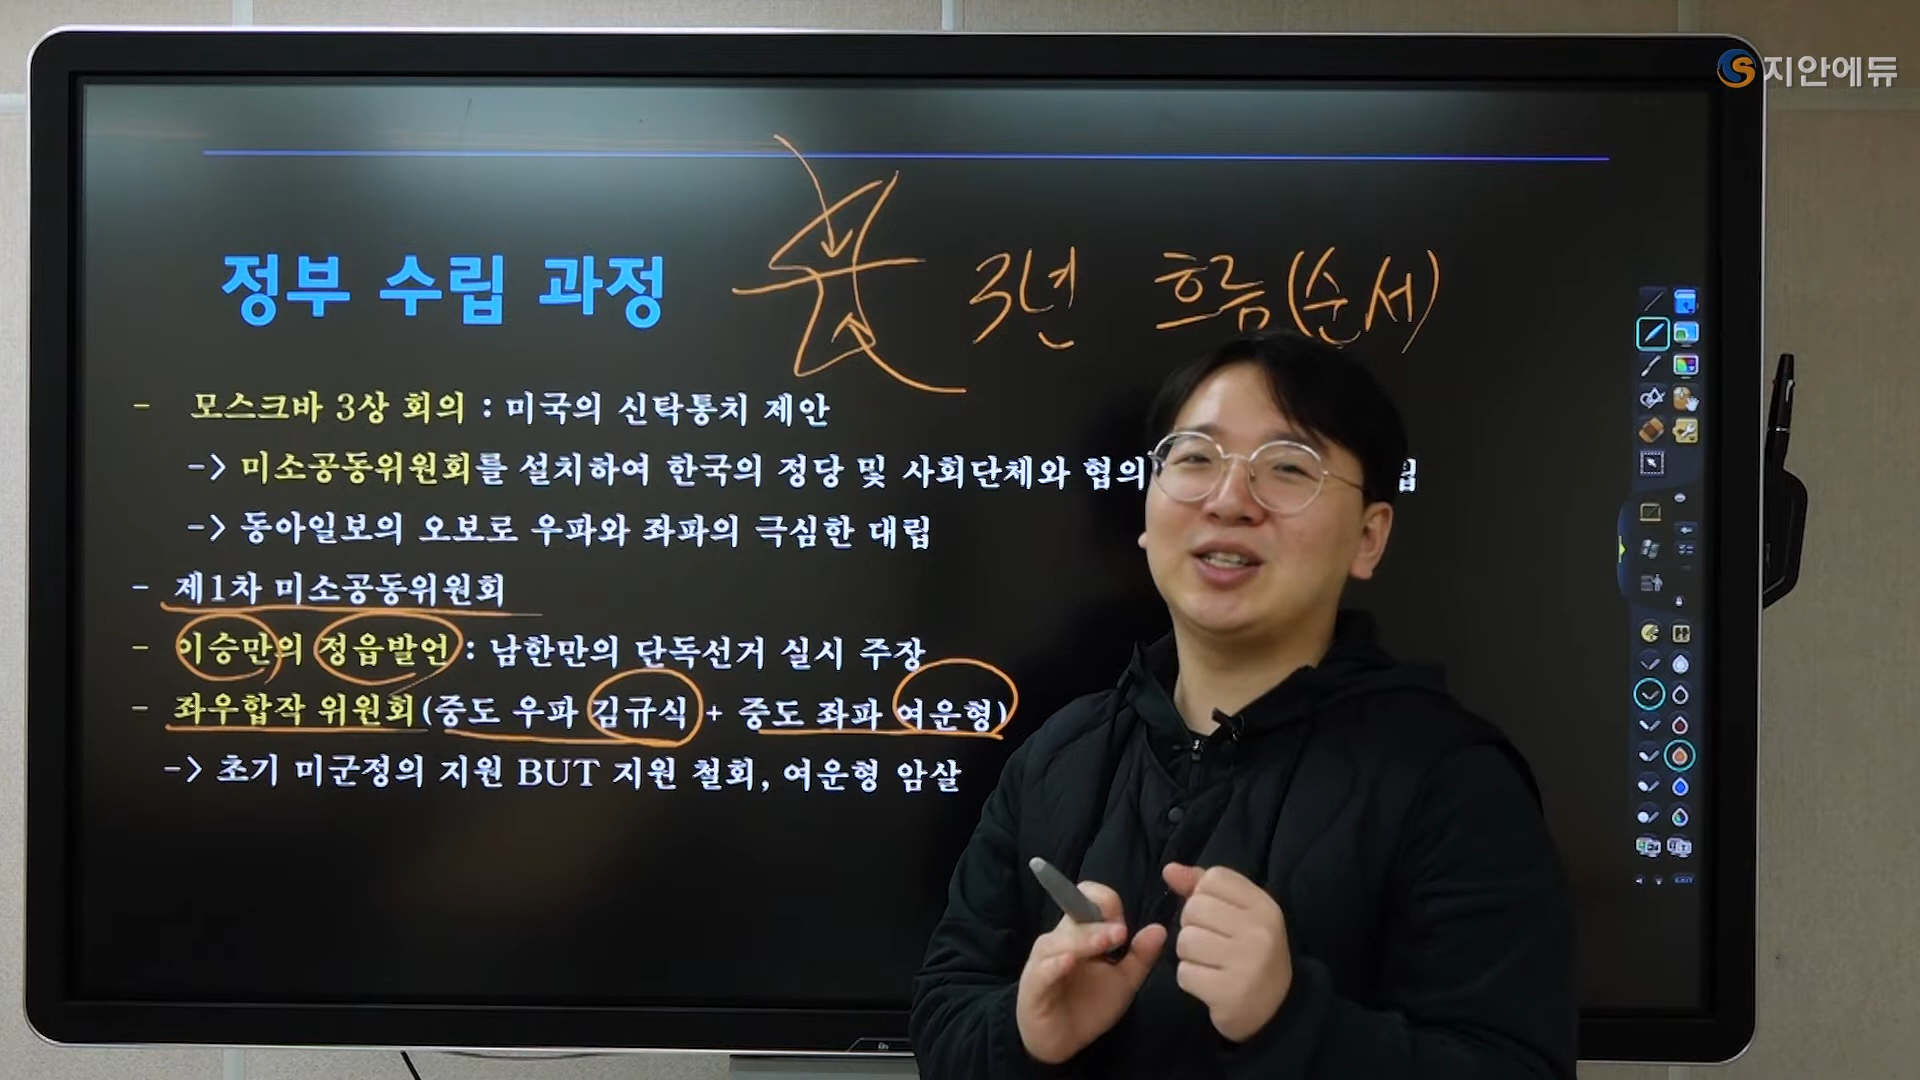 지안에듀
정부 수립 과정 3년 흐름(순서)
- 모스크바 3상 회의 : 미국의 신탁통치 제안
-> 미소공동위원회를 설치하여 한국의 정당 및 사회단체와 협의 립
-> 동아일보의 오보로 우파와 좌파의 극심한 대립
- 제1차 미소공동위원회
- 이승만의 정읍발언 : 남한만의 단독선거 실시 주장
- 좌우합작 위원회(중도 우파 김규식 + 중도 좌파 여운형)
-> 초기 미군정의 지원 BUT 지원 철회, 여운형 암살